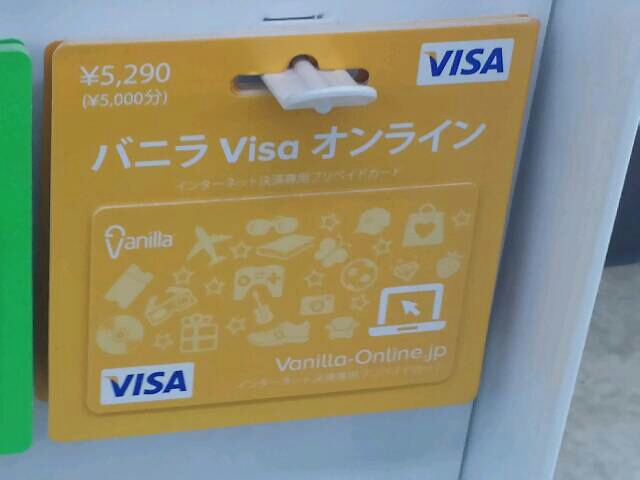 ¥5,290
(¥5,000分)
VISA
バニラ Visa オンライン
インターネット決済専用プリペイドカード
Vanilla
Vanilla-Online.jp
インターネット決済専用プリペイドカード
VISA